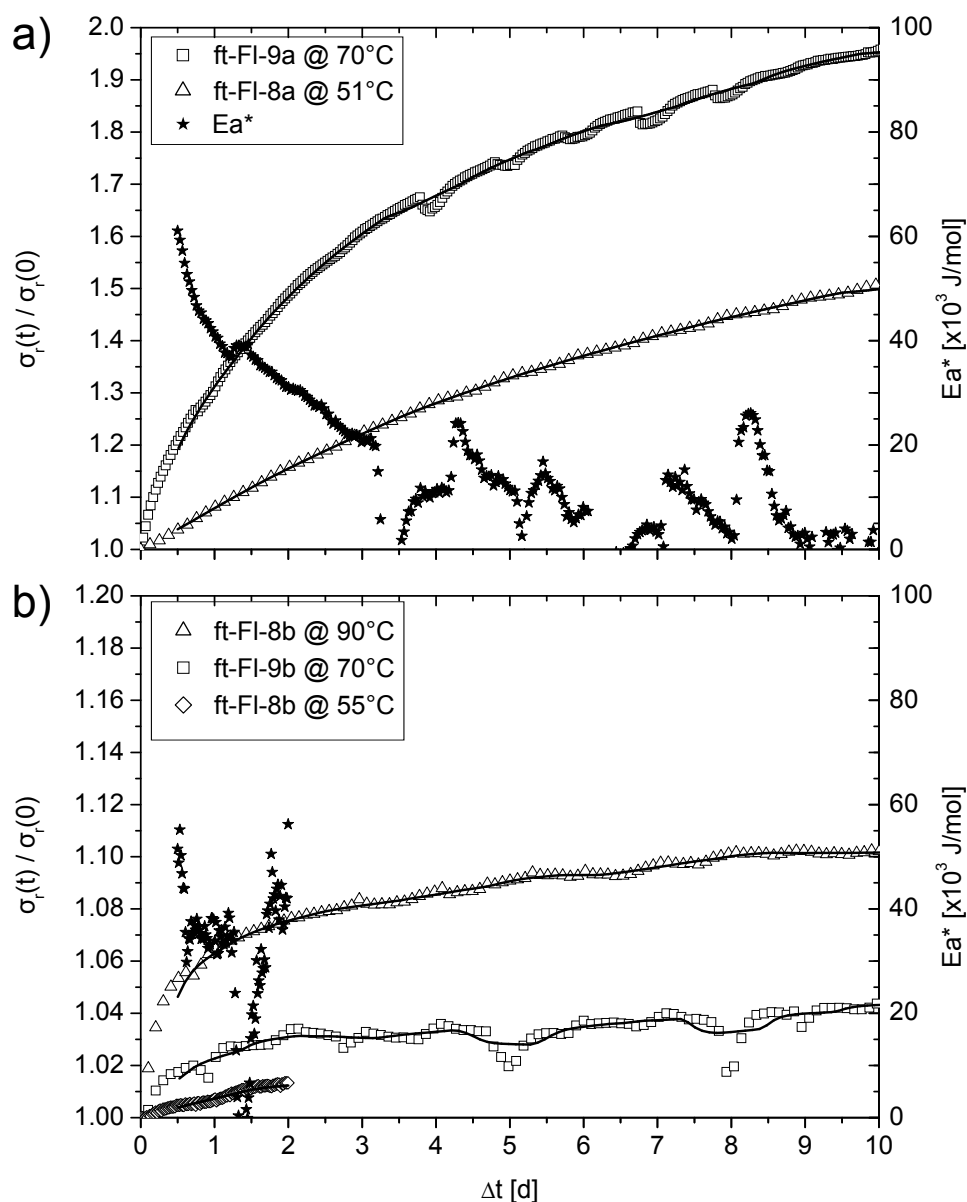 a)
ft-FI-9a @ 70°C
ft-FI-8a @ 51°C
Ea*
2.0
1.9
1.8
1.7
1.6
1.5
1.4
1.3
1.2
1.1
1.0
σr(t) / σr(0)
100
80
60
40
20
0
Ea* [x10³ J/mol]
b)
ft-FI-8b @ 90°C
ft-FI-9b @ 70°C
ft-FI-8b @ 55°C
1.20
1.18
1.16
1.14
1.12
1.10
1.08
1.06
1.04
1.02
1.00
σr(t) / σr(0)
100
80
60
40
20
0
Ea* [x10³ J/mol]
0 1 2 3 4 5 6 7 8 9 10
Δt [d]